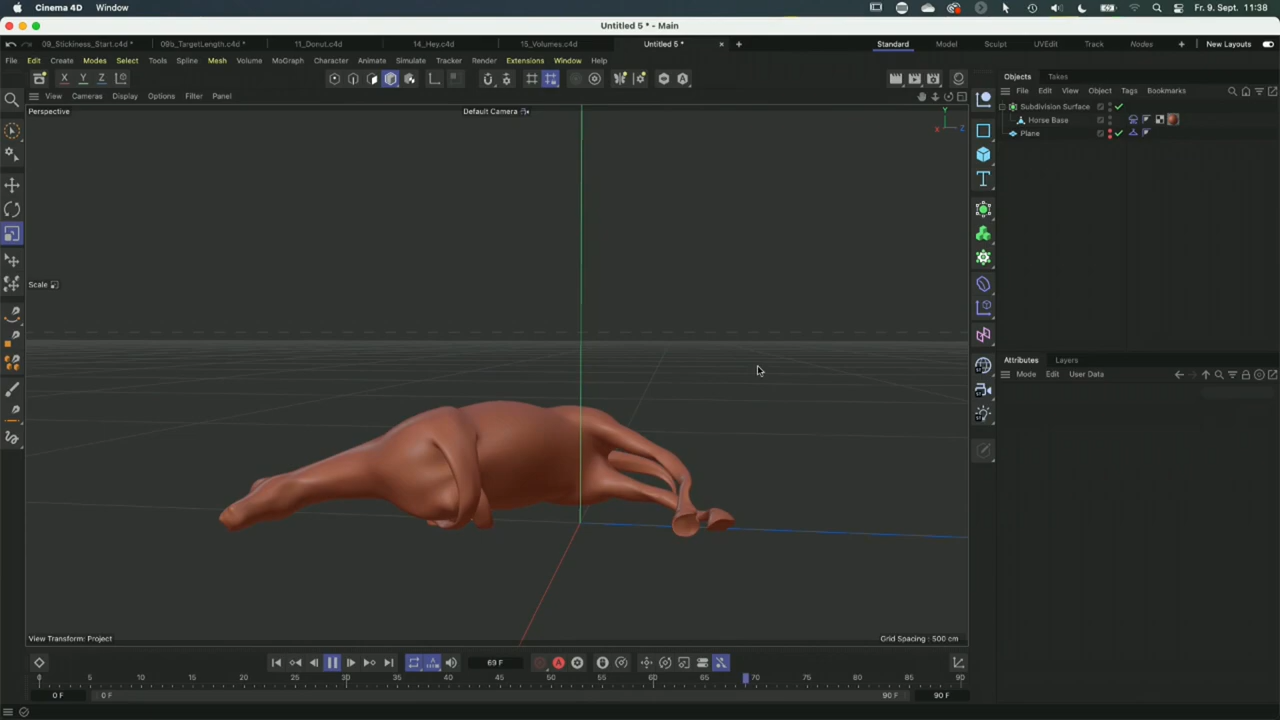 Cinema 4D Window
Fr. 9. Sept. 11:38
Untitled 5 * - Main
09_Stickiness_Start.c4d *
09b_TargetLength.c4d *
11_Donut.c4d
14_Hey.c4d
15_Volumes.c4d
Untitled 5 *
Standard Model Sculpt UVEdit Track Nodes
New Layouts
File Edit Create Modes Select Tools Spline Mesh Volume MoGraph Character Animate Simulate Tracker Render Extensions Window Help
X Y Z
View Cameras Display Options Filter Panel
Perspective
Default Camera
Y
X Z
Scale
View Transform: Project
Grid Spacing : 500 cm
Objects Takes
File Edit View Object Tags Bookmarks
Subdivision Surface
Horse Base
Plane
Attributes Layers
Mode Edit User Data
69 F
0 5 10 15 20 25 30 35 40 45 50 55 60 65 70 75 80 85 90
0 F 0 F 90 F 90 F